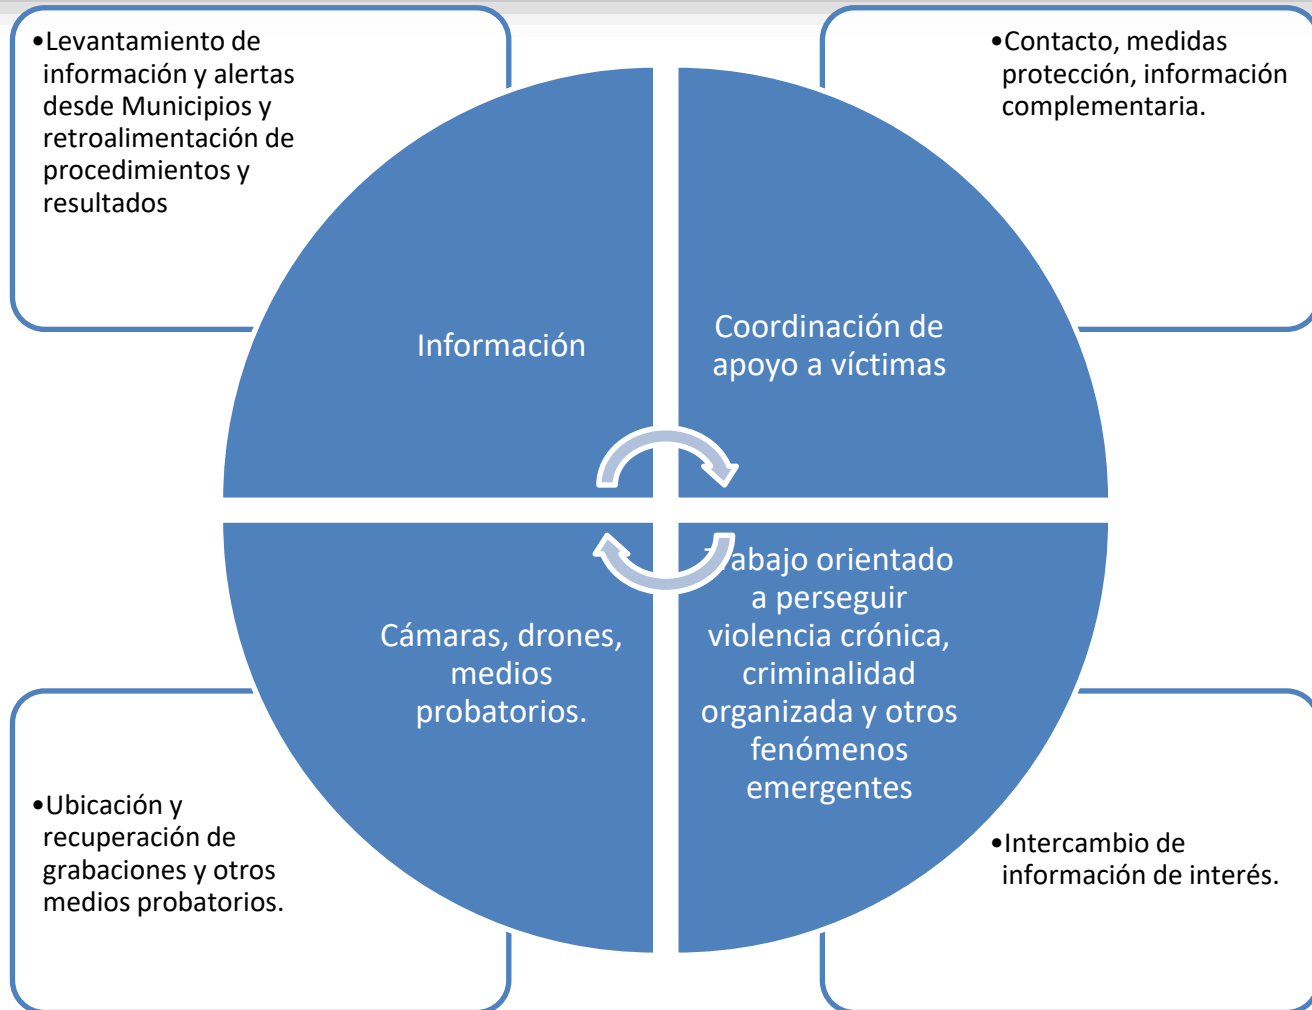 •Levantamiento de
información y alertas
desde Municipios y
retroalimentación de
procedimientos y
resultados
•Contacto, medidas
protección, información
complementaria.
Información
Coordinación de
apoyo a víctimas
Cámaras, drones,
medios
probatorios.
Trabajo orientado
a perseguir
violencia crónica,
criminalidad
organizada y otros
fenómenos
emergentes
•Ubicación y
recuperación de
grabaciones y otros
medios probatorios.
•Intercambio de
información de interés.